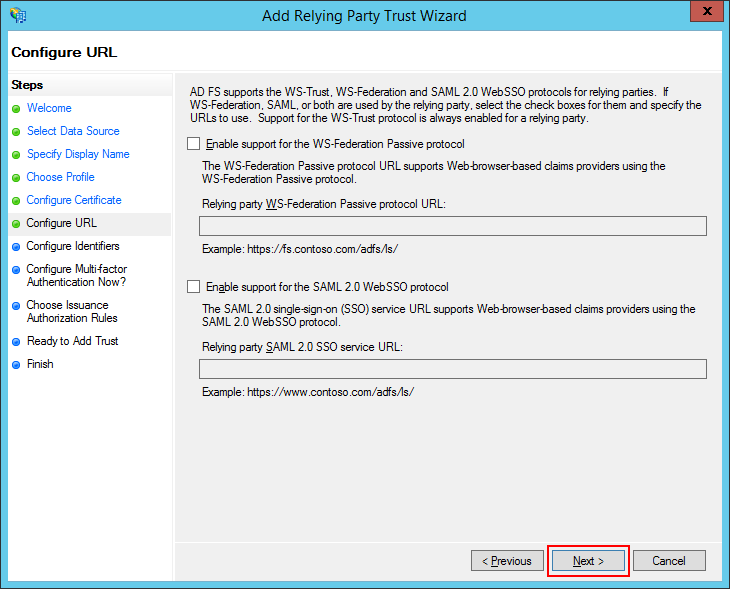 Add Relying Party Trust Wizard
X
Configure URL
Steps
Welcome
Select Data Source
Specify Display Name
Choose Profile
Configure Certificate
Configure URL
Configure Identifiers
Configure Multi-factor
Authentication Now?
Choose Issuance
Authorization Rules
Ready to Add Trust
Finish
AD FS supports the WS-Trust, WS-Federation and SAML 2.0 WebSSO protocols for relying parties.  If
WS-Federation, SAML, or both are used by the relying party, select the check boxes for them and specify the
URLs to use.  Support for the WS-Trust protocol is always enabled for a relying party.
Enable support for the WS-Federation Passive protocol
The WS-Federation Passive protocol URL supports Web-browser-based claims providers using the
WS-Federation Passive protocol.
Relying party WS-Federation Passive protocol URL:
Example: https://fs.contoso.com/adfs/ls/
Enable support for the SAML 2.0 WebSSO protocol
The SAML 2.0 single-sign-on (SSO) service URL supports Web-browser-based claims providers using the
SAML 2.0 WebSSO protocol.
Relying party SAML 2.0 SSO service URL:
Example: https://www.contoso.com/adfs/ls/
< Previous
Next >
Cancel